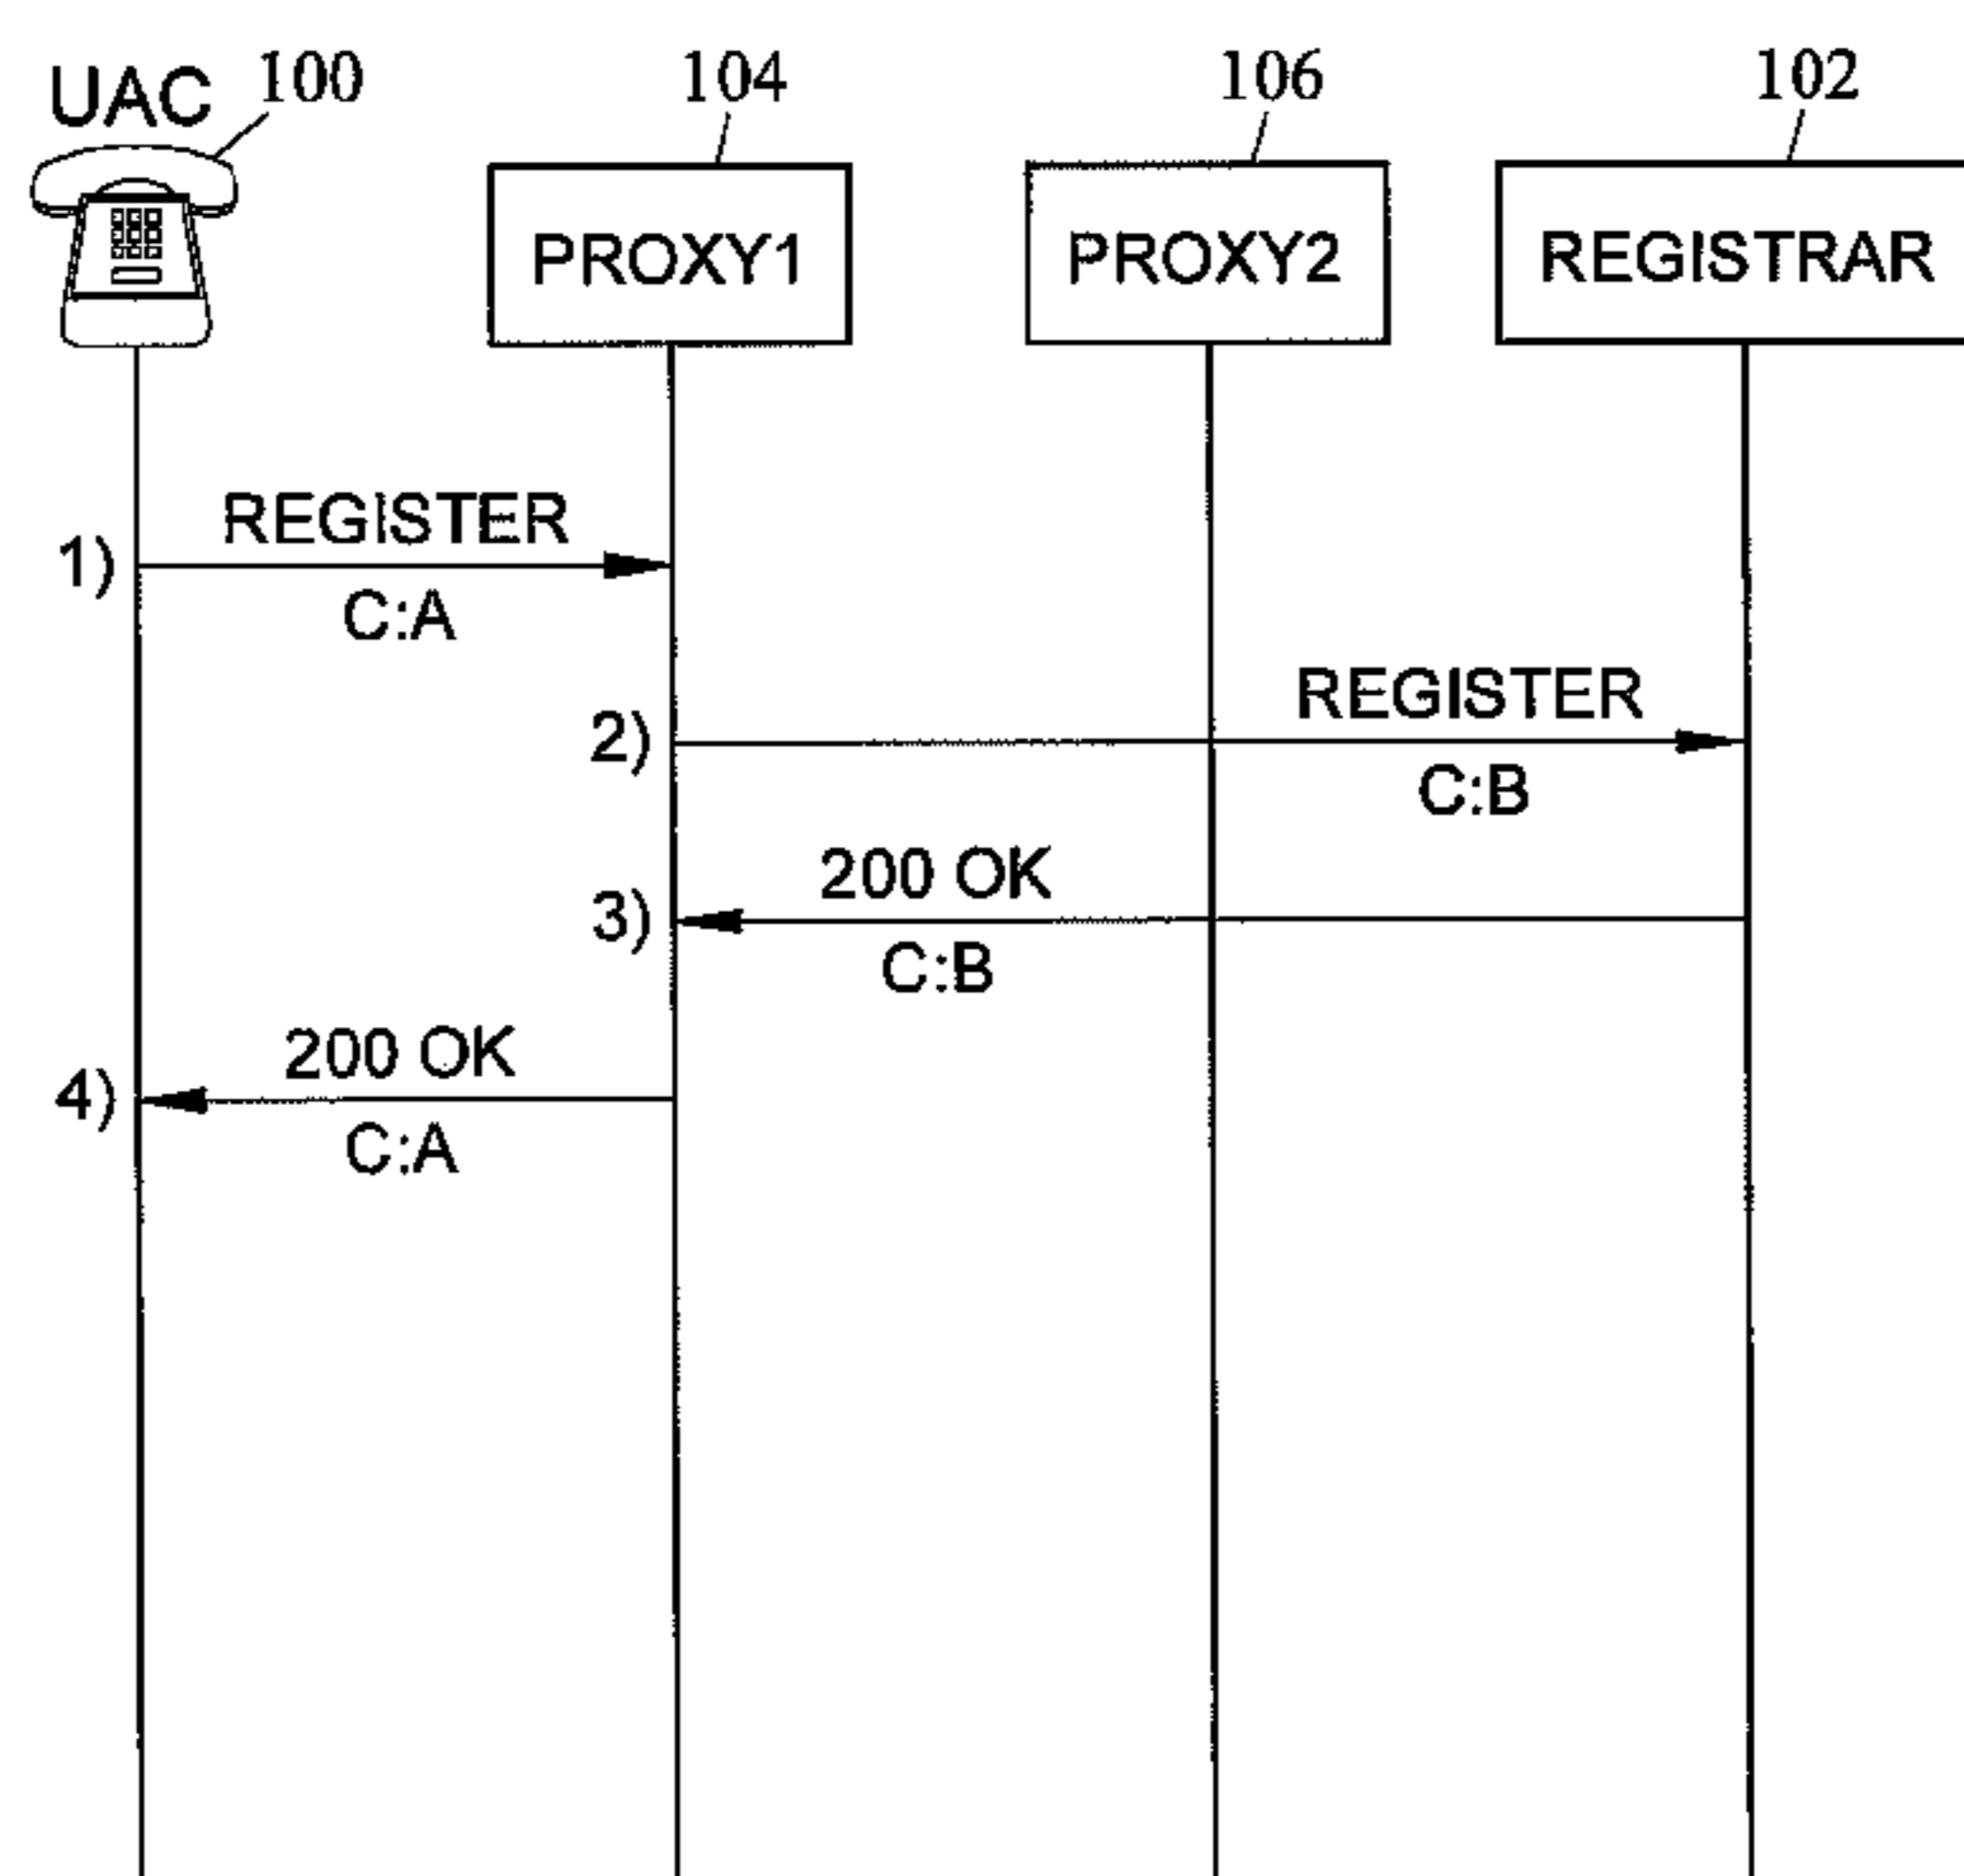 UAC 100 104 106 102
PROXY1 PROXY2 REGISTRAR
REGISTER
1)
C:A
REGISTER
2)
C:B
200 OK
3)
C:B
200 OK
4)
C:A